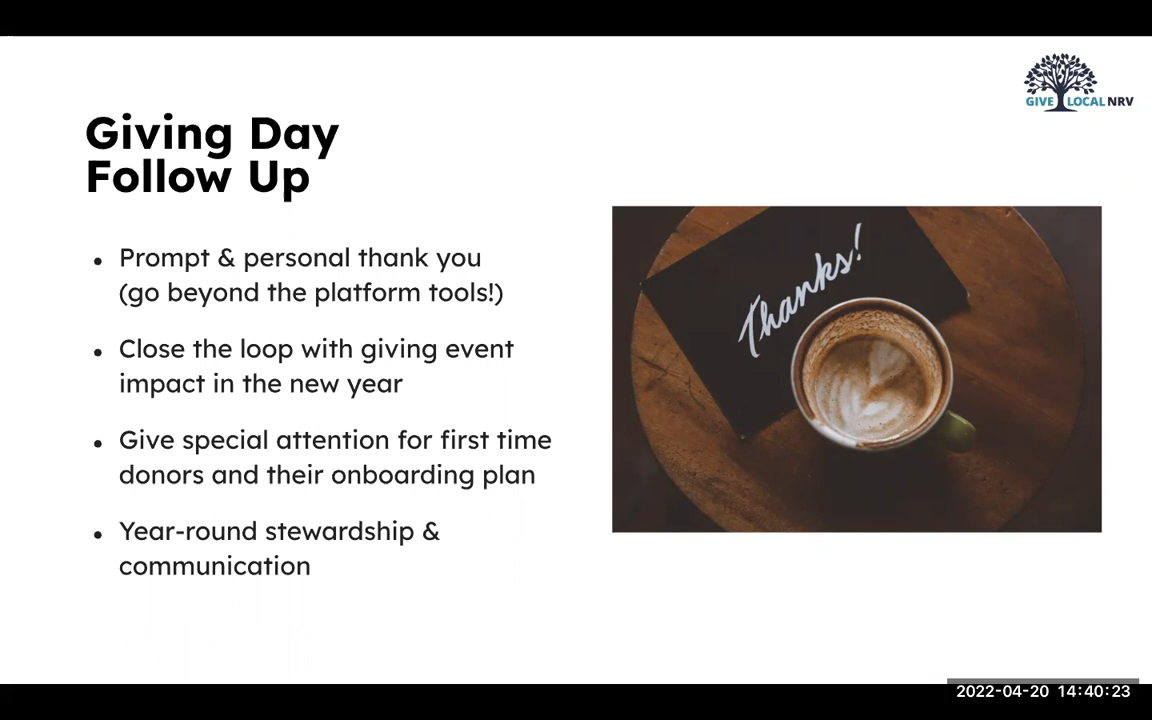 GIVE LOCAL NRV
Giving Day
Follow Up
• Prompt & personal thank you
(go beyond the platform tools!)
• Close the loop with giving event
impact in the new year
• Give special attention for first time
donors and their onboarding plan
• Year-round stewardship &
communication
Thanks!
2022-04-20 14:40:23